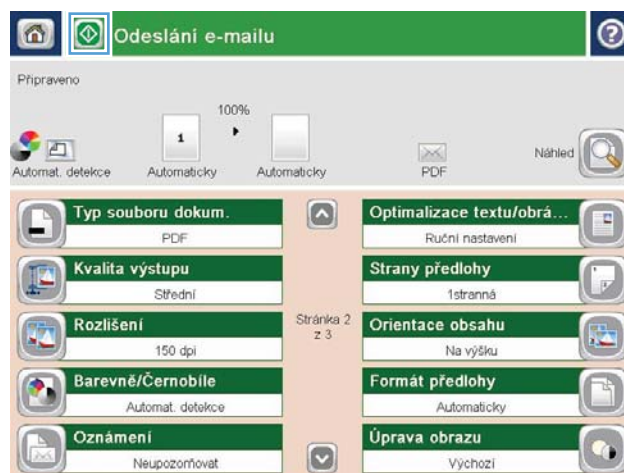 Odeslání e-mailu
?
Připraveno
100%
1
Automat. detekce
Automaticky
Automaticky
PDF
Náhled
Typ souboru dokum.
PDF
Kvalita výstupu
Střední
Rozlišení
150 dpi
Barevně/Černobíle
Automat. detekce
Oznámení
Neupozorňovat
Stránka 2
z 3
Optimalizace textu/obrá...
Ruční nastavení
Strany předlohy
1stranná
Orientace obsahu
Na výšku
Formát předlohy
Automaticky
Úprava obrazu
Výchozí